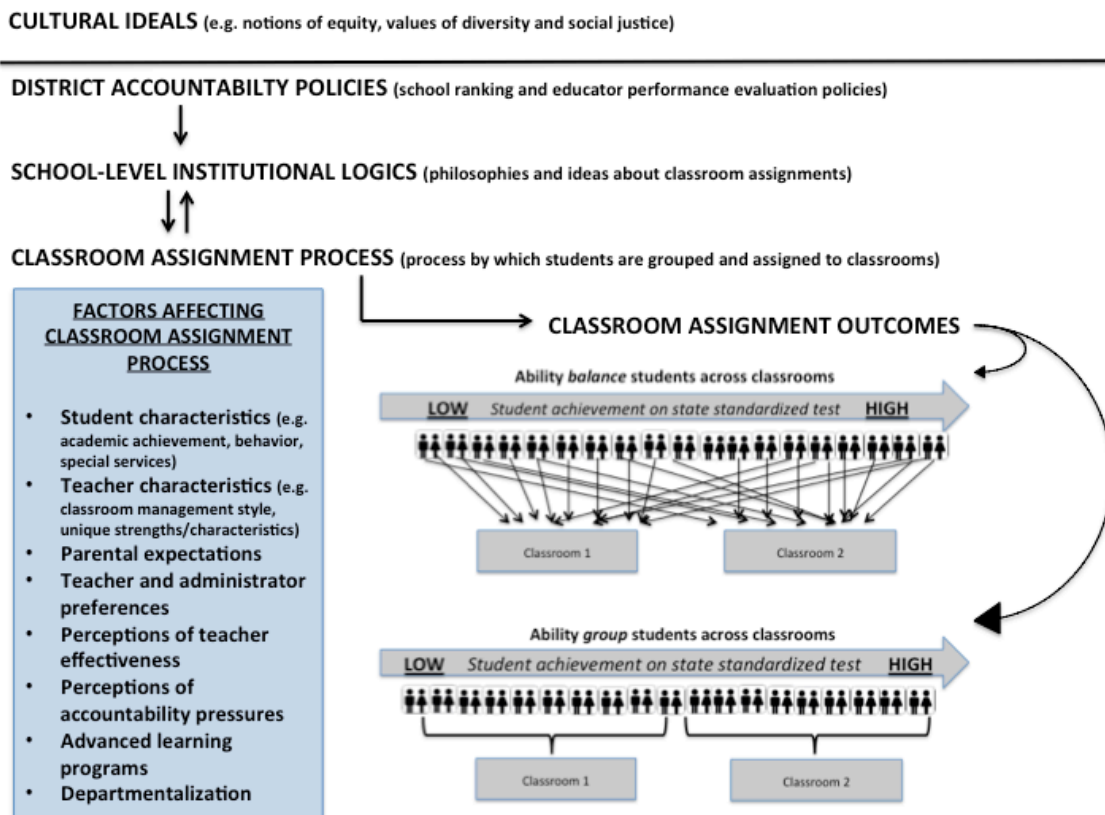 CULTURAL IDEALS (e.g. notions of equity, values of diversity and social justice)
DISTRICT ACCOUNTABILTY POLICIES (school ranking and educator performance evaluation policies)
SCHOOL-LEVEL INSTITUTIONAL LOGICS (philosophies and ideas about classroom assignments)
CLASSROOM ASSIGNMENT PROCESS (process by which students are grouped and assigned to classrooms)
FACTORS AFFECTING
CLASSROOM ASSIGNMENT
PROCESS
• Student characteristics (e.g.
academic achievement, behavior,
special services)
• Teacher characteristics (e.g.
classroom management style,
unique strengths/characteristics)
• Parental expectations
• Teacher and administrator
preferences
• Perceptions of teacher
effectiveness
• Perceptions of
accountability pressures
• Advanced learning
programs
• Departmentalization
CLASSROOM ASSIGNMENT OUTCOMES
Ability balance students across classrooms
LOW Student achievement on state standardized test HIGH
Classroom 1
Classroom 2
Ability group students across classrooms
LOW Student achievement on state standardized test HIGH
Classroom 1
Classroom 2